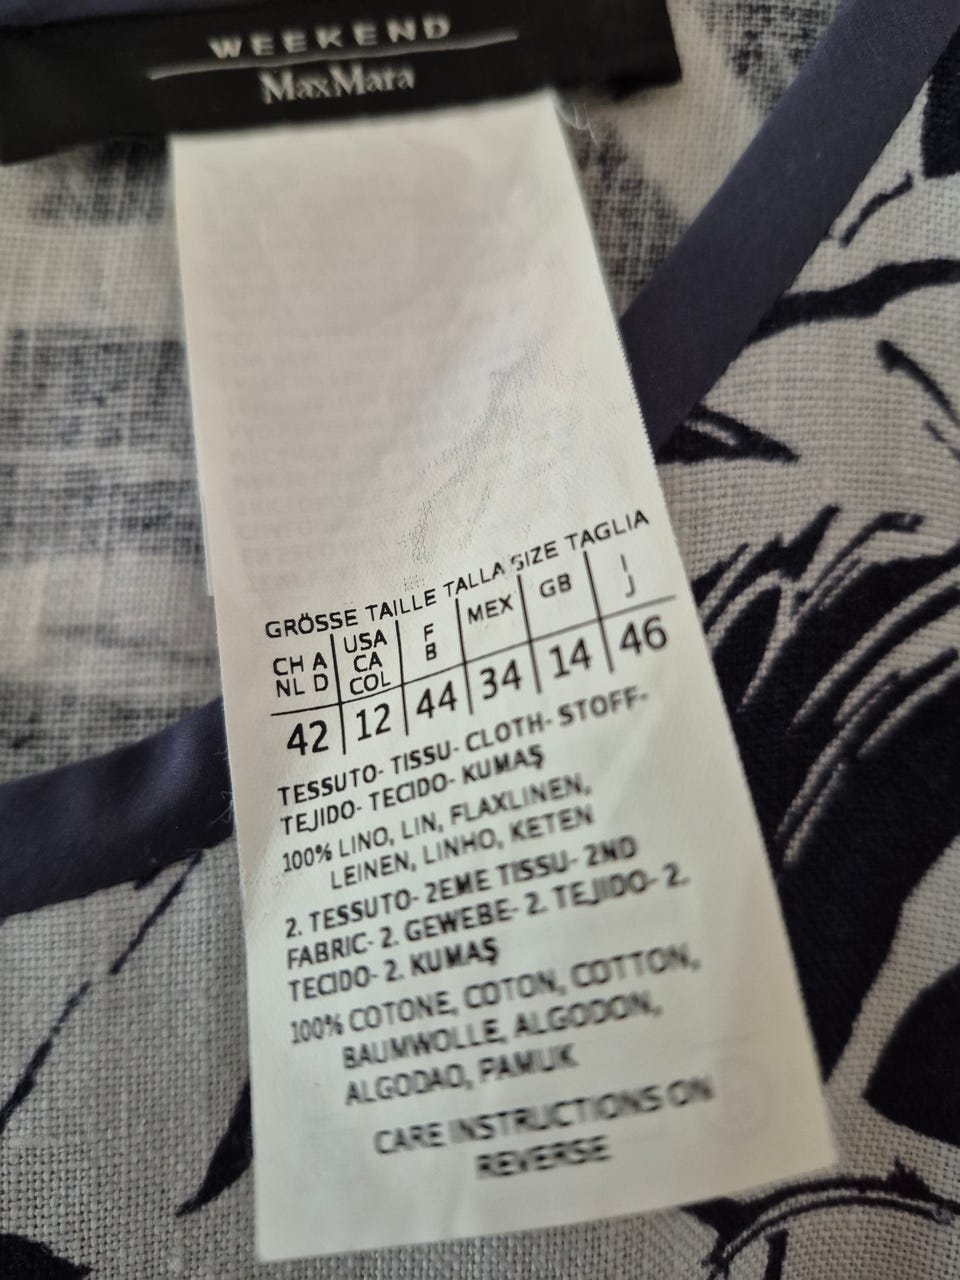 WEEKEND
MaxMara
GRÖSSE TAILLE TALLA SIZE TAGLIA
CH A NL D | USA CA COL | F B | MEX | GB | I J
42 | 12 | 44 | 34 | 14 | 46
TESSUTO- TISSU- CLOTH- STOFF-
TEJIDO- TECIDO- KUMAŞ
100% LINO, LIN, FLAXLINEN,
LEINEN, LINHO, KETEN
2. TESSUTO- 2EME TISSU- 2ND
FABRIC- 2. GEWEBE- 2. TEJIDO- 2.
TECIDO- 2. KUMAŞ
100% COTONE, COTON, COTTON,
BAUMWOLLE, ALGODON,
ALGODAO, PAMUK
CARE INSTRUCTIONS ON
REVERSE